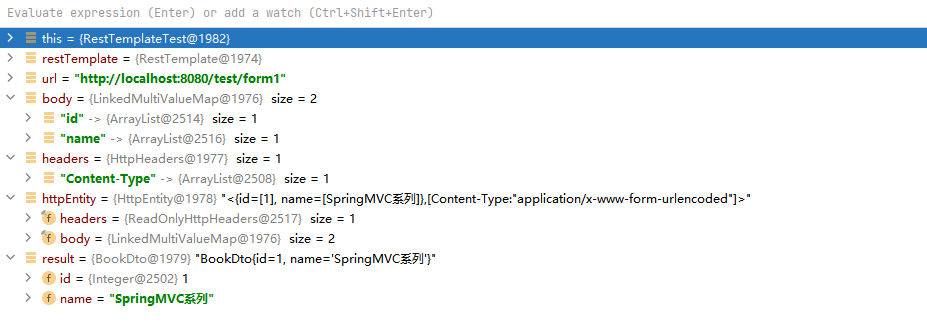 Evaluate expression (Enter) or add a watch (Ctrl+Shift+Enter)
this = {RestTemplateTest@1982}
restTemplate = {RestTemplate@1974}
url = "http://localhost:8080/test/form1"
body = {LinkedMultiValueMap@1976} size = 2
"id" -> {ArrayList@2514} size = 1
"name" -> {ArrayList@2516} size = 1
headers = {HttpHeaders@1977} size = 1
"Content-Type" -> {ArrayList@2508} size = 1
httpEntity = {HttpEntity@1978} "<{id=[1], name=[SpringMVC系列]},[Content-Type:"application/x-www-form-urlencoded"]>"
f headers = {ReadOnlyHttpHeaders@2517} size = 1
f body = {LinkedMultiValueMap@1976} size = 2
result = {BookDto@1979} "BookDto{id=1, name='SpringMVC系列'}"
f id = {Integer@2502} 1
f name = "SpringMVC系列"